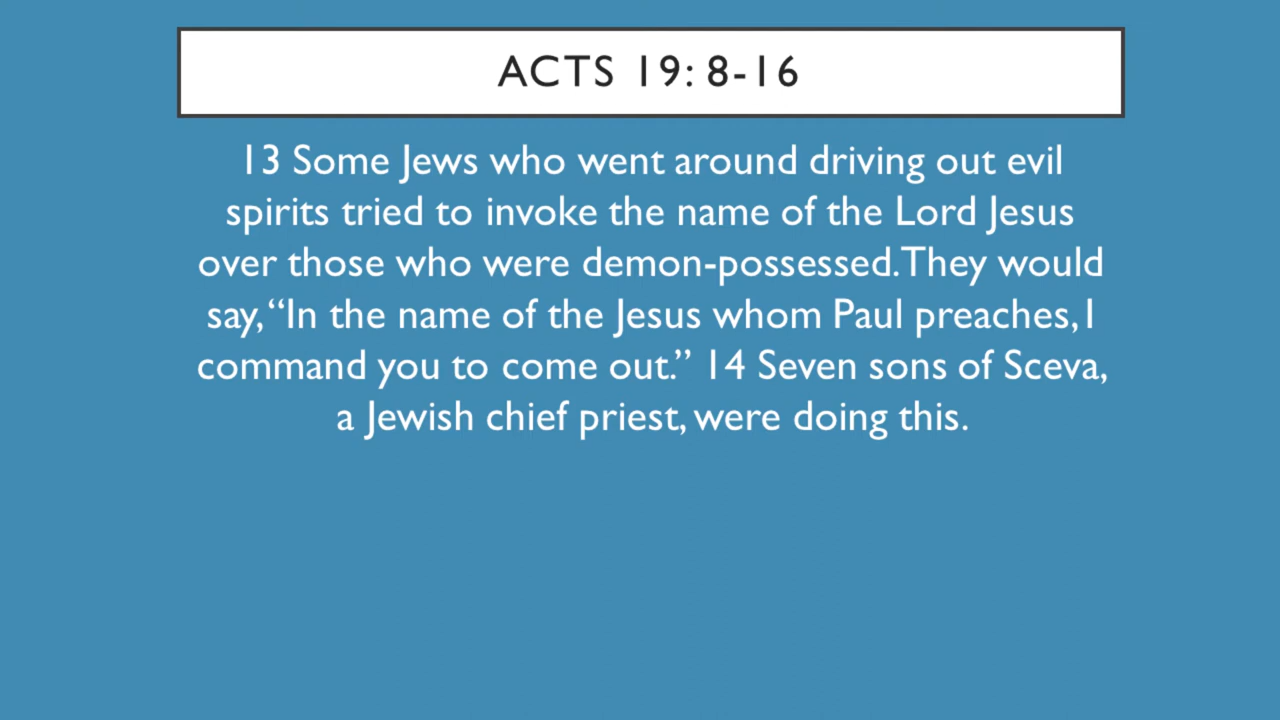 ACTS 19: 8-16
13 Some Jews who went around driving out evil
spirits tried to invoke the name of the Lord Jesus
over those who were demon-possessed. They would
say, “In the name of the Jesus whom Paul preaches, I
command you to come out.” 14 Seven sons of Sceva,
a Jewish chief priest, were doing this.